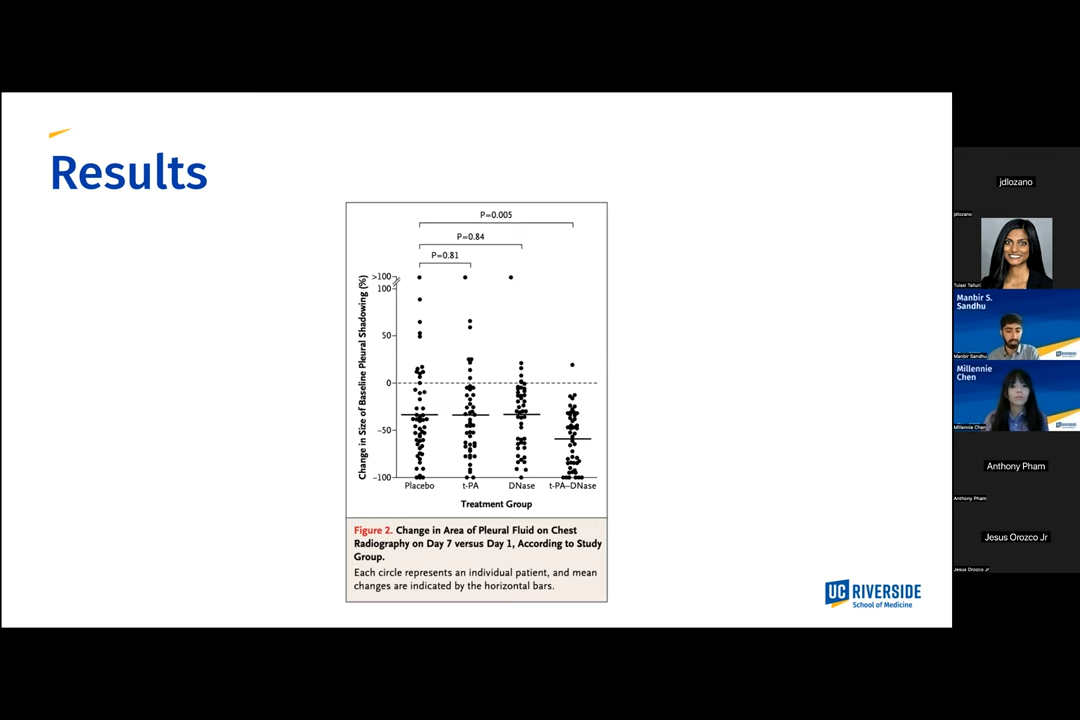 Results
P=0.005
P=0.84
P=0.81
>100
100
50
0
−50
−100
Change in Size of Baseline Pleural Shadowing (%)
Placebo
t-PA
DNase
t-PA–DNase
Treatment Group
Figure 2. Change in Area of Pleural Fluid on Chest
Radiography on Day 7 versus Day 1, According to Study
Group.
Each circle represents an individual patient, and mean
changes are indicated by the horizontal bars.
UC RIVERSIDE
School of Medicine
jdlozano
jdlozano
Tulasi Talluri
Manbir S.
Sandhu
RIVERSIDE
Manbir Sandhu
Millennie
Chen
Millennie Chen
Anthony Pham
Anthony Pham
Jesus Orozco Jr
Jesus Orozco Jr